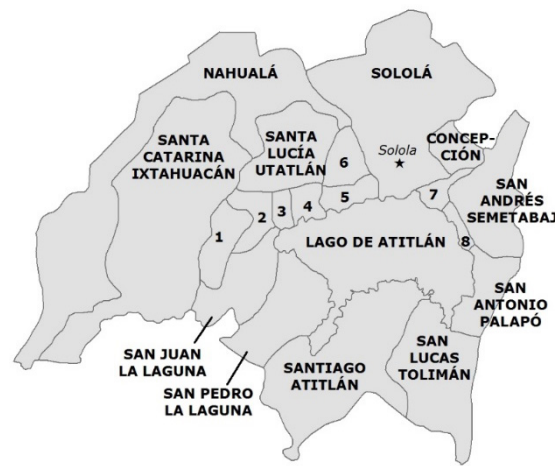 NAHUALÁ
SOLOLÁ
SANTA
CATARINA
IXTAHUACÁN
SANTA
LUCÍA
UTATLÁN
6
Solola
CONCEP-
CIÓN
SAN
ANDRÉS
SEMETABAJ
1
2
3
4
5
7
8
LAGO DE ATITLÁN
SAN
ANTONIO
PALAPÓ
SAN JUAN
LA LAGUNA
SAN PEDRO
LA LAGUNA
SANTIAGO
ATITLÁN
SAN
LUCAS
TOLIMÁN